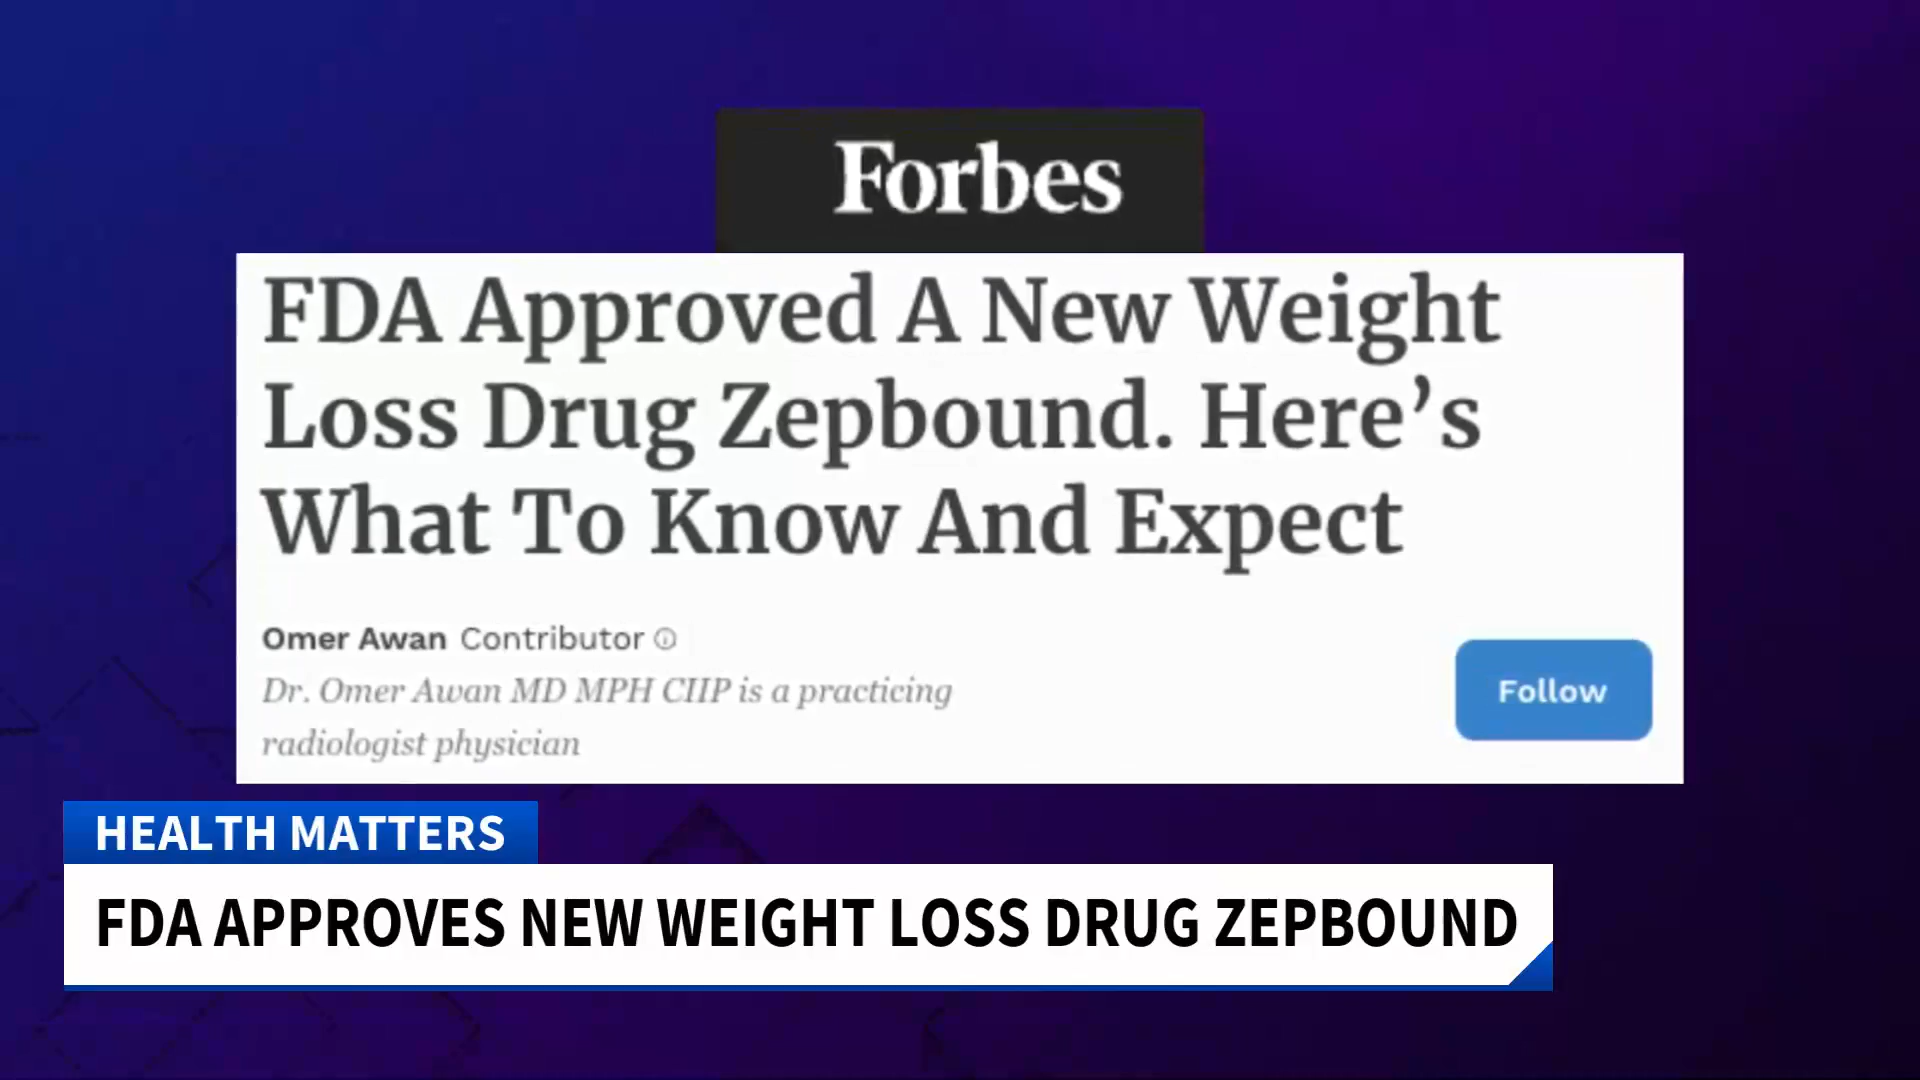 Forbes
FDA Approved A New Weight
Loss Drug Zepbound. Here’s
What To Know And Expect
Omer Awan Contributor
Dr. Omer Awan MD MPH CIIP is a practicing
radiologist physician
Follow
HEALTH MATTERS
FDA APPROVES NEW WEIGHT LOSS DRUG ZEPBOUND